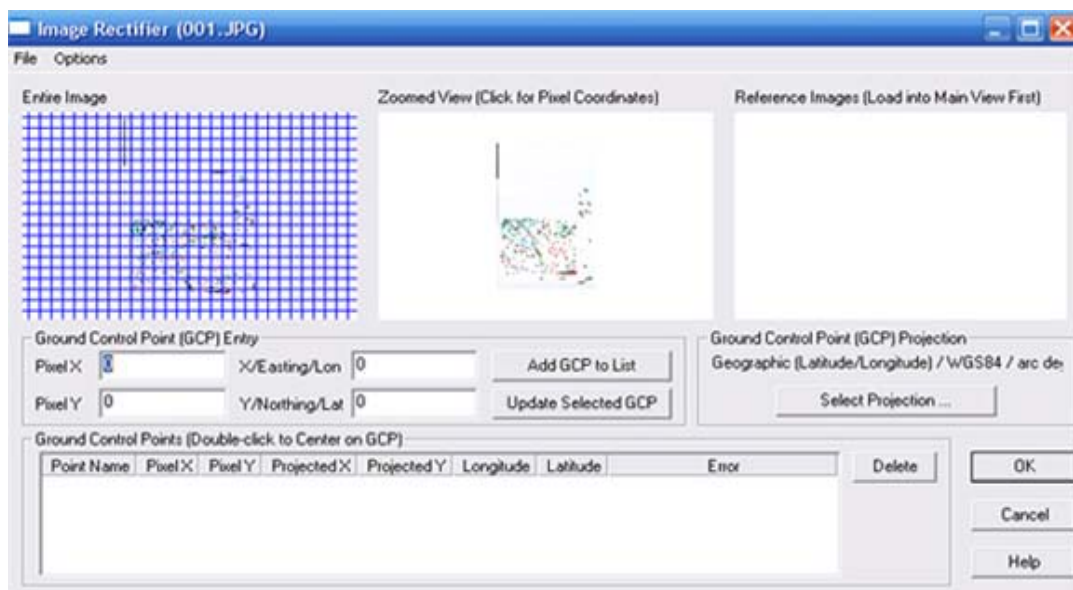 Image Rectifier (001.JPG)
File Options
Entire Image
Zoomed View (Click for Pixel Coordinates)
Reference Images (Load into Main View First)
Ground Control Point (GCP) Entry
Pixel X 0 X/Easting/Lon 0 Add GCP to List
Pixel Y 0 Y/Northing/Lat 0 Update Selected GCP
Ground Control Point (GCP) Projection
Geographic (Latitude/Longitude) / WGS84 / arc de
Select Projection ...
Ground Control Points (Double-click to Center on GCP)
Point Name Pixel X Pixel Y Projected X Projected Y Longitude Latitude Error
Delete
OK
Cancel
Help